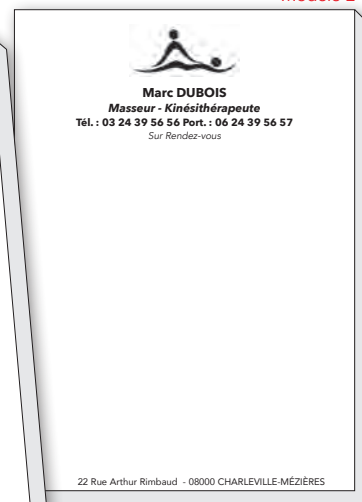 Marc DUBOIS
Masseur - Kinésithérapeute
Tél. : 03 24 39 56 56 Port. : 06 24 39 56 57
Sur Rendez-vous
22 Rue Arthur Rimbaud - 08000 CHARLEVILLE-MÉZIÈRES